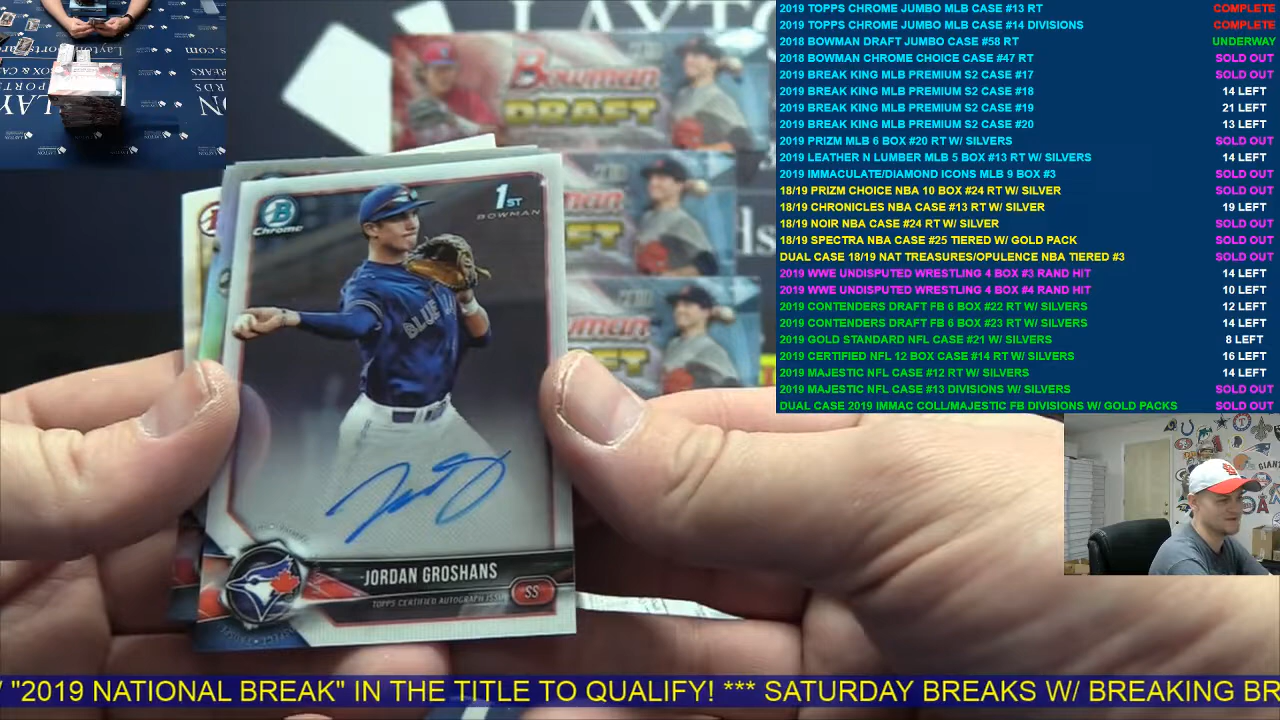 2019 TOPPS CHROME JUMBO MLB CASE #13 RT COMPLETE
2019 TOPPS CHROME JUMBO MLB CASE #14 DIVISIONS COMPLETE
2018 BOWMAN DRAFT JUMBO CASE #58 RT UNDERWAY
2018 BOWMAN CHROME CHOICE CASE #47 RT SOLD OUT
2019 BREAK KING MLB PREMIUM S2 CASE #17 SOLD OUT
2019 BREAK KING MLB PREMIUM S2 CASE #18 14 LEFT
2019 BREAK KING MLB PREMIUM S2 CASE #19 21 LEFT
2019 BREAK KING MLB PREMIUM S2 CASE #20 13 LEFT
2019 PRIZM MLB 6 BOX #20 RT W/ SILVERS SOLD OUT
2019 LEATHER N LUMBER MLB 5 BOX #13 RT W/ SILVERS 14 LEFT
2019 IMMACULATE/DIAMOND ICONS MLB 9 BOX #3 SOLD OUT
18/19 PRIZM CHOICE NBA 10 BOX #24 RT W/ SILVER SOLD OUT
18/19 CHRONICLES NBA CASE #13 RT W/ SILVER 19 LEFT
18/19 NOIR NBA CASE #24 RT W/ SILVER SOLD OUT
18/19 SPECTRA NBA CASE #25 TIERED W/ GOLD PACK SOLD OUT
DUAL CASE 18/19 NAT TREASURES/OPULENCE NBA TIERED #3 SOLD OUT
2019 WWE UNDISPUTED WRESTLING 4 BOX #3 RAND HIT 14 LEFT
2019 WWE UNDISPUTED WRESTLING 4 BOX #4 RAND HIT 10 LEFT
2019 CONTENDERS DRAFT FB 6 BOX #22 RT W/ SILVERS 12 LEFT
2019 CONTENDERS DRAFT FB 6 BOX #23 RT W/ SILVERS 14 LEFT
2019 GOLD STANDARD NFL CASE #21 W/ SILVERS 8 LEFT
2019 CERTIFIED NFL 12 BOX CASE #14 RT W/ SILVERS 16 LEFT
2019 MAJESTIC NFL CASE #12 RT W/ SILVERS 14 LEFT
2019 MAJESTIC NFL CASE #13 DIVISIONS W/ SILVERS SOLD OUT
DUAL CASE 2019 IMMAC COLL/MAJESTIC FB DIVISIONS W/ GOLD PACKS SOLD OUT
Bowman
DRAFT
Chrome
1ST
BOWMAN
BLUE
JORDAN GROSHANS
TOPPS CERTIFIED AUTOGRAPH ISSUE
SS
"2019 NATIONAL BREAK" IN THE TITLE TO QUALIFY! *** SATURDAY BREAKS W/ BREAKING BR